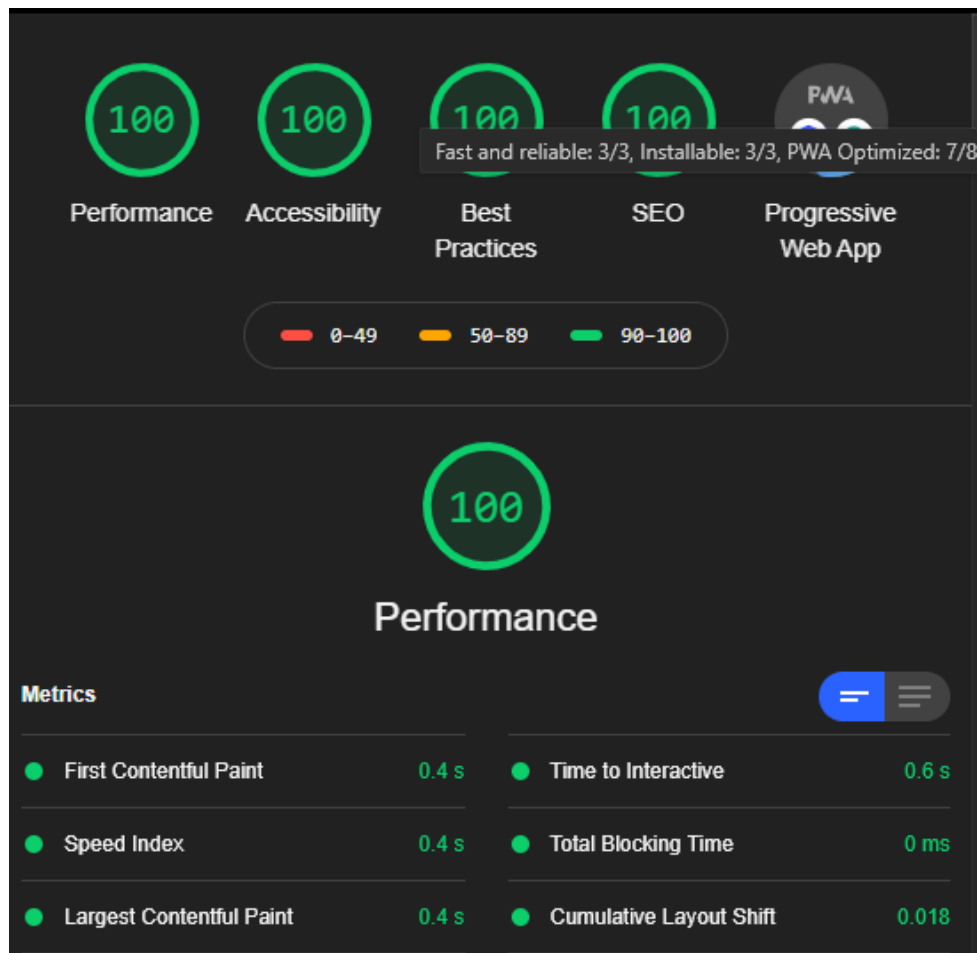 100 100 100 100 PWA
Fast and reliable: 3/3, Installable: 3/3, PWA Optimized: 7/8
Performance Accessibility Best Practices SEO Progressive Web App
0–49 50–89 90–100
100
Performance
Metrics
First Contentful Paint 0.4 s Time to Interactive 0.6 s
Speed Index 0.4 s Total Blocking Time 0 ms
Largest Contentful Paint 0.4 s Cumulative Layout Shift 0.018